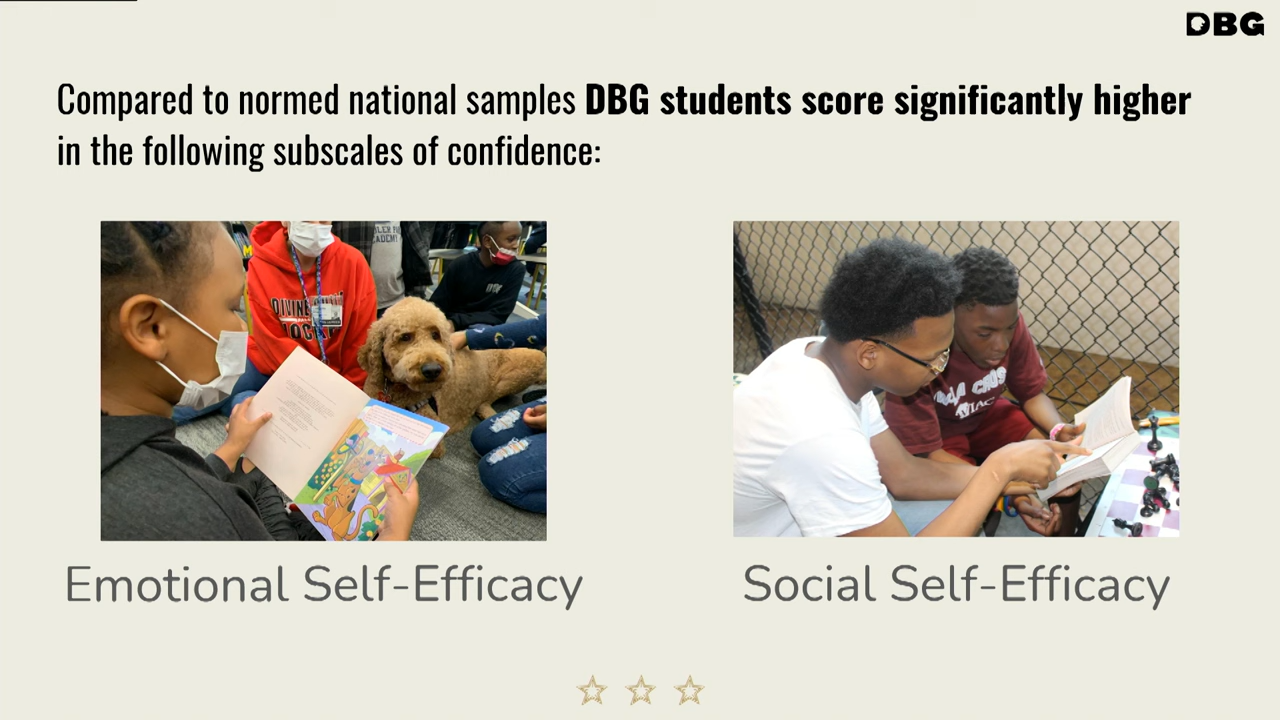 DBG
Compared to normed national samples DBG students score significantly higher
in the following subscales of confidence:
Emotional Self-Efficacy
Social Self-Efficacy